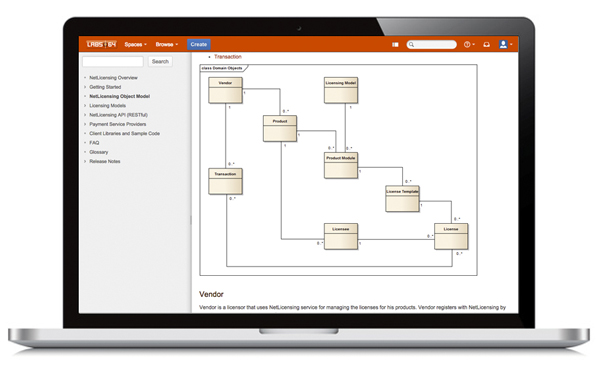 LABS 64 Spaces Browse Create
Search
NetLicensing Overview
Getting Started
NetLicensing Object Model
Licensing Models
NetLicensing API (RESTful)
Payment Service Providers
Client Libraries and Sample Code
FAQ
Glossary
Release Notes
Transaction
class Domain Objects
Vendor
Licensing Model
1
1
0..*
Product
1
1
0..*
0..*
0..*
Product Module
Transaction
1
0..*
0..*
License Template
1
0..*
Licensee
License
0..*
1
0..*
0..*
Vendor
Vendor is a licensor that uses NetLicensing service for managing the licenses for his products. Vendor registers with NetLicensing by